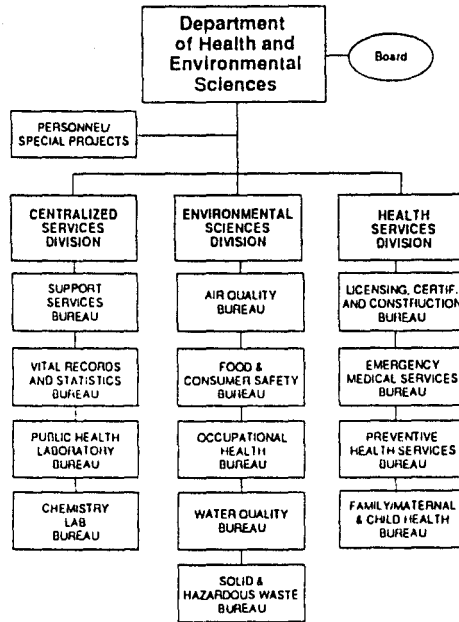 Department
of Health and
Environmental
Sciences
Board
PERSONNEL/
SPECIAL PROJECTS
CENTRALIZED
SERVICES
DIVISION
SUPPORT
SERVICES
BUREAU
VITAL RECORDS
AND STATISTICS
BUREAU
PUBLIC HEALTH
LABORATORY
BUREAU
CHEMISTRY
LAB
BUREAU
ENVIRONMENTAL
SCIENCES
DIVISION
AIR QUALITY
BUREAU
FOOD &
CONSUMER SAFETY
BUREAU
OCCUPATIONAL
HEALTH
BUREAU
WATER QUALITY
BUREAU
SOLID &
HAZARDOUS WASTE
BUREAU
HEALTH
SERVICES
DIVISION
LICENSING, CERTIF.
AND CONSTRUCTION
BUREAU
EMERGENCY
MEDICAL SERVICES
BUREAU
PREVENTIVE
HEALTH SERVICES
BUREAU
FAMILY/MATERNAL
& CHILD HEALTH
BUREAU